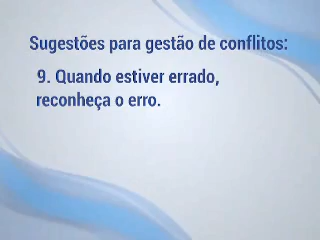 Sugestões para gestão de conflitos:
9. Quando estiver errado,
reconheça o erro.